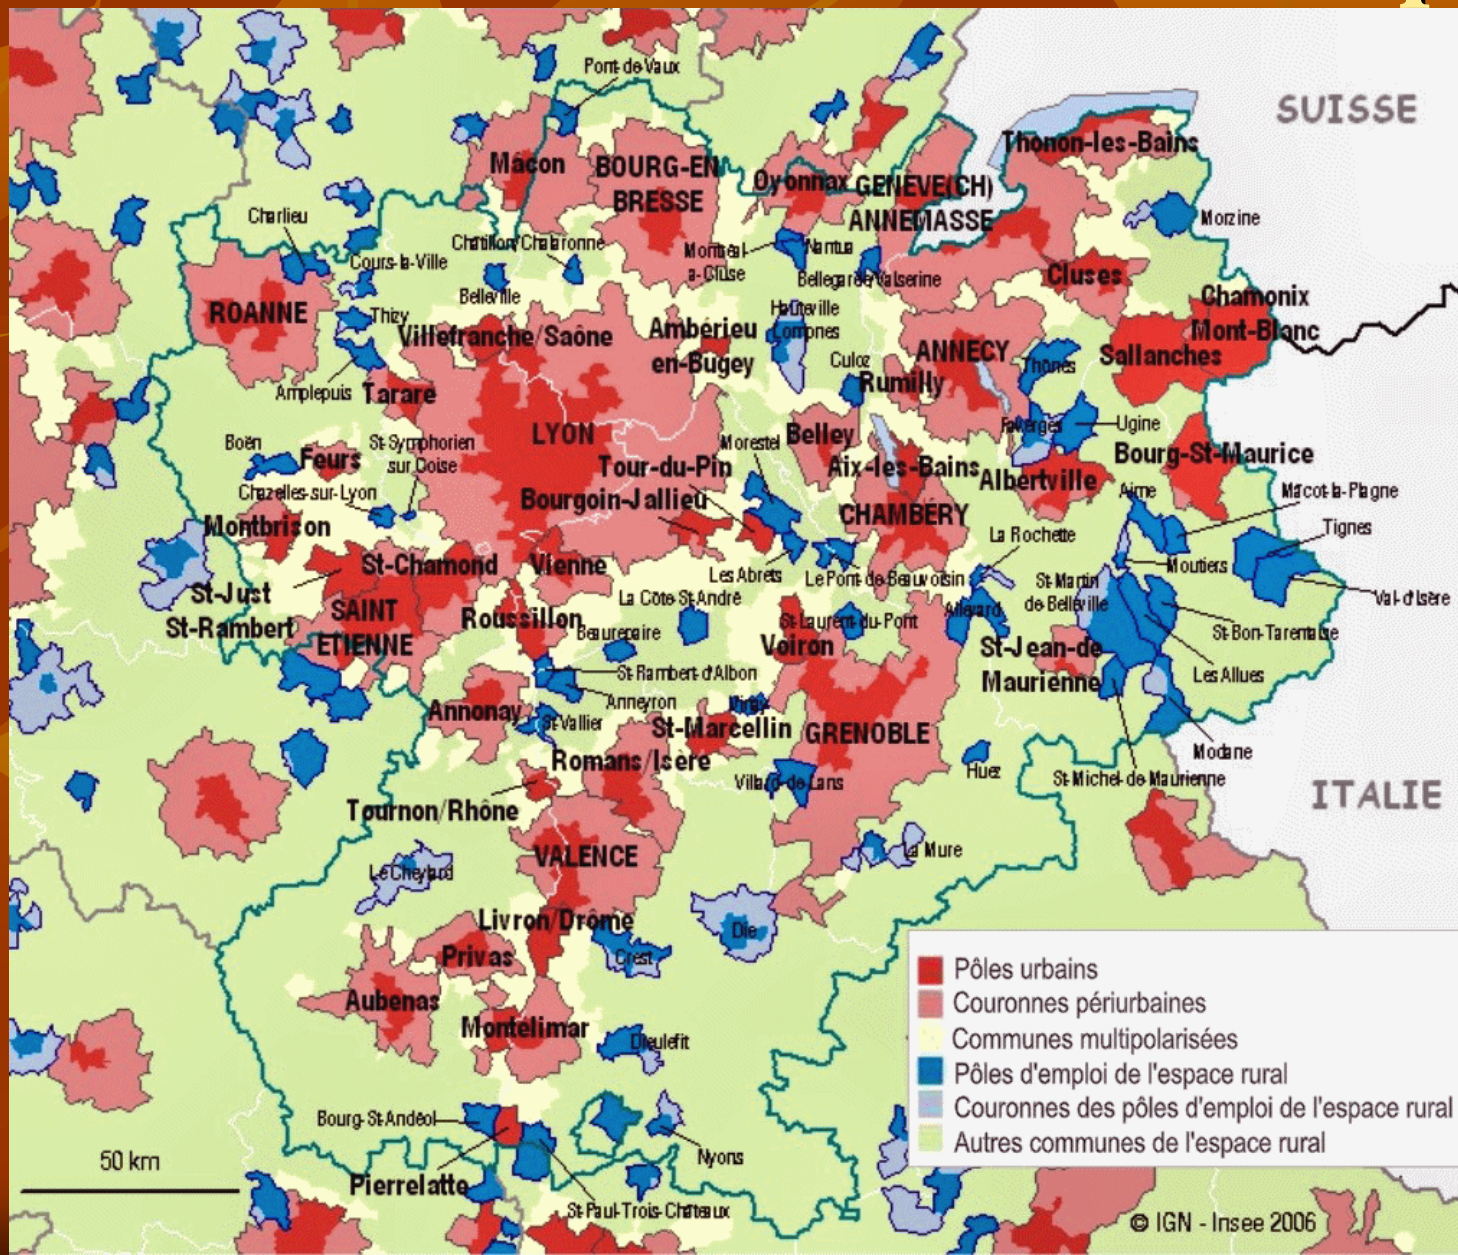 Pont-de-Vaux
SUISSE
Thonon-les-Bains
Mâcon
BOURG-EN
BRESSE
Oyonnax
GENEVE(CH)
ANNEMASSE
Morzine
Charlieu
Cours-la-Ville
Châtillon/Chalaronne
Belleville
Montréal-
la-Cluse
Nantua
Bellegarde/Valserine
Cluses
Chamonix
Mont-Blanc
ROANNE
Thizy
Villefranche/Saône
Ambérieu
en-Bugey
Hauteville
Lompnes
Culoz
ANNECY
Rumilly
Thônes
Sallanches
Amplepuis
Tarare
LYON
Boën
Feurs
St-Symphorien
sur Coise
Morestel
Belley
Faverges
Ugine
Bourg-St-Maurice
Tour-du-Pin
Aix-les-Bains
Albertville
Chazelles-sur-Lyon
Bourgoin-Jallieu
CHAMBERY
Aime
Mâcot-la-Plagne
Montbrison
La Rochette
Tignes
St-Chamond
Vienne
Les Abrets
Le Pont-de-Beauvoisin
Moutiers
St-Just
St-Rambert
SAINT
ETIENNE
Roussillon
La Côte-St-André
St-Laurent-du-Pont
Allevard
St-Martin
de-Belleville
Val-d'Isère
Beaurepaire
Voiron
St-Jean-de
Maurienne
St-Bon-Tarentaise
Les Allues
St-Rambert d'Albon
Anneyron
Annonay
St-Vallier
Vinay
St-Marcellin
GRENOBLE
Modane
Romans/Isère
Villard-de-Lans
Huez
St-Michel-de-Maurienne
ITALIE
Tournon/Rhône
VALENCE
La Mure
Le Cheylard
Livron/Drôme
Die
Privas
Crest
Aubenas
Montélimar
Dieulefit
Bourg-St-Andéol
Nyons
Pierrelatte
St-Paul-Trois-Châteaux
50 km
Pôles urbains
Couronnes périurbaines
Communes multipolarisées
Pôles d'emploi de l'espace rural
Couronnes des pôles d'emploi de l'espace rural
Autres communes de l'espace rural
© IGN - Insee 2006